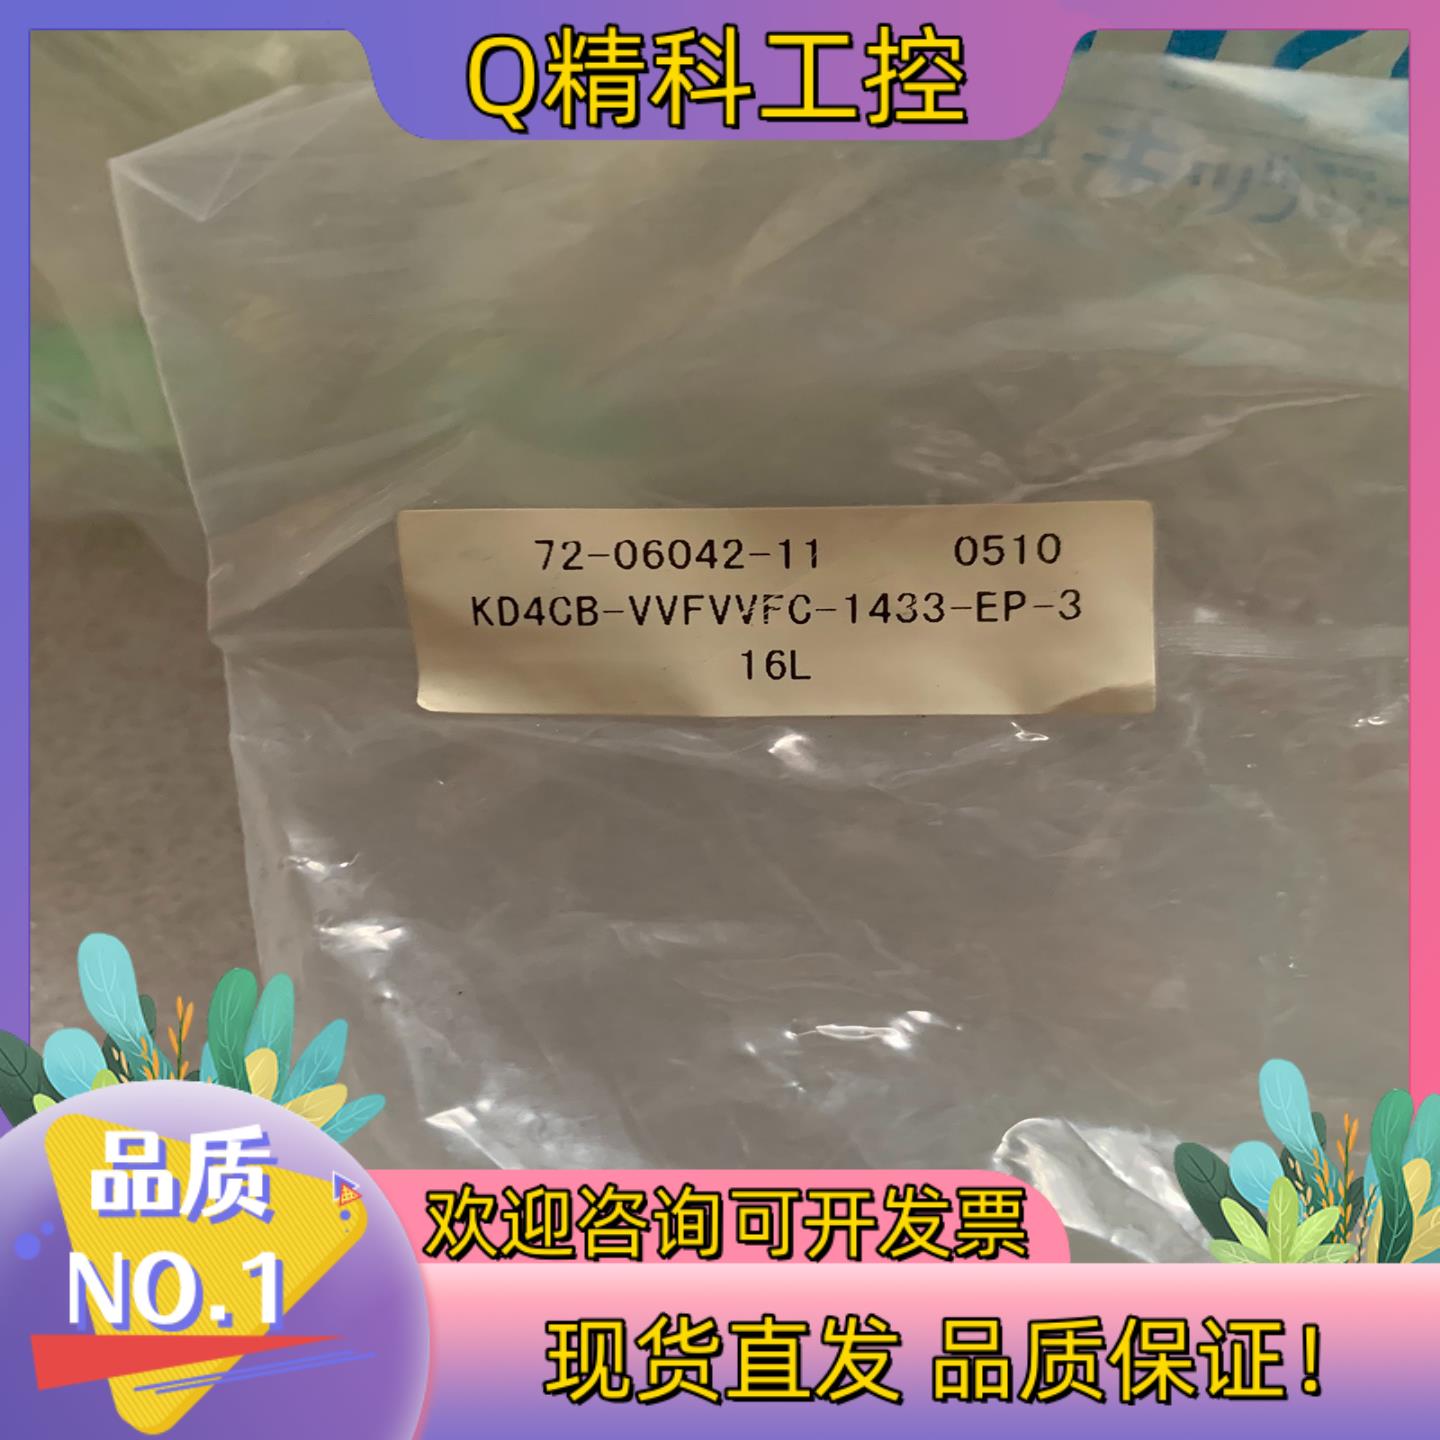 Q精科工控
72-06042-11 0510
KD4CB-VVFVVFC-1433-EP-3
16L
品质
NO.1
欢迎咨询可开发票
现货直发 品质保证!